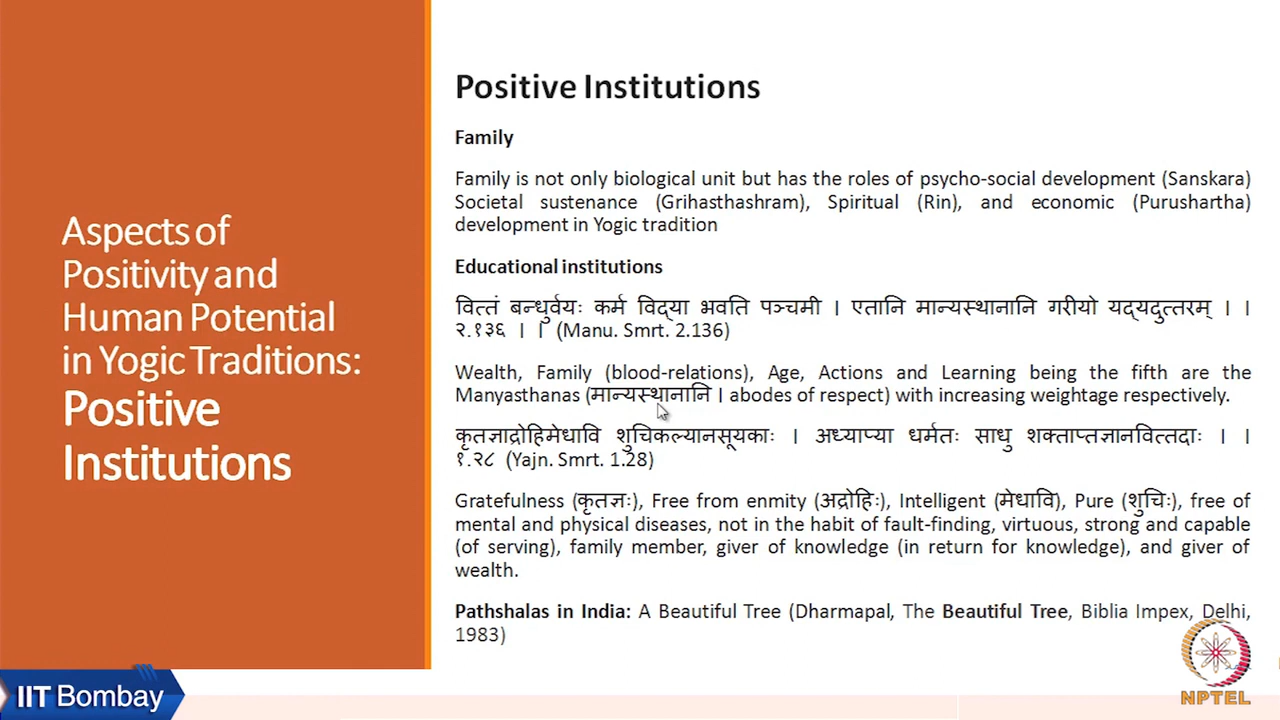 Aspects of
Positivity and
Human Potential
in Yogic Traditions:
Positive
Institutions
Positive Institutions
Family
Family is not only biological unit but has the roles of psycho-social development (Sanskara)
Societal sustenance (Grihasthashram), Spiritual (Rin), and economic (Purushartha)
development in Yogic tradition
Educational institutions
वित्तं बन्धुर्वयः कर्म विद्या भवति पञ्चमी । एतानि मान्यस्थानानि गरीयो यद्यदुत्तरम् । ।
२.१३६ । । (Manu. Smrt. 2.136)
Wealth, Family (blood-relations), Age, Actions and Learning being the fifth are the
Manyasthanas (मान्यस्थानानि । abodes of respect) with increasing weightage respectively.
कृतज्ञाद्रोहिमेधावि शुचिकल्यानसूयकाः । अध्याप्या धर्मतः साधु शक्ताप्तज्ञानवित्तदाः । ।
१.२८ (Yajn. Smrt. 1.28)
Gratefulness (कृतज्ञः), Free from enmity (अद्रोहिः), Intelligent (मेधावि), Pure (शुचिः), free of
mental and physical diseases, not in the habit of fault-finding, virtuous, strong and capable
(of serving), family member, giver of knowledge (in return for knowledge), and giver of
wealth.
Pathshalas in India: A Beautiful Tree (Dharmapal, The Beautiful Tree, Biblia Impex, Delhi,
1983)
IIT Bombay
NPTEL